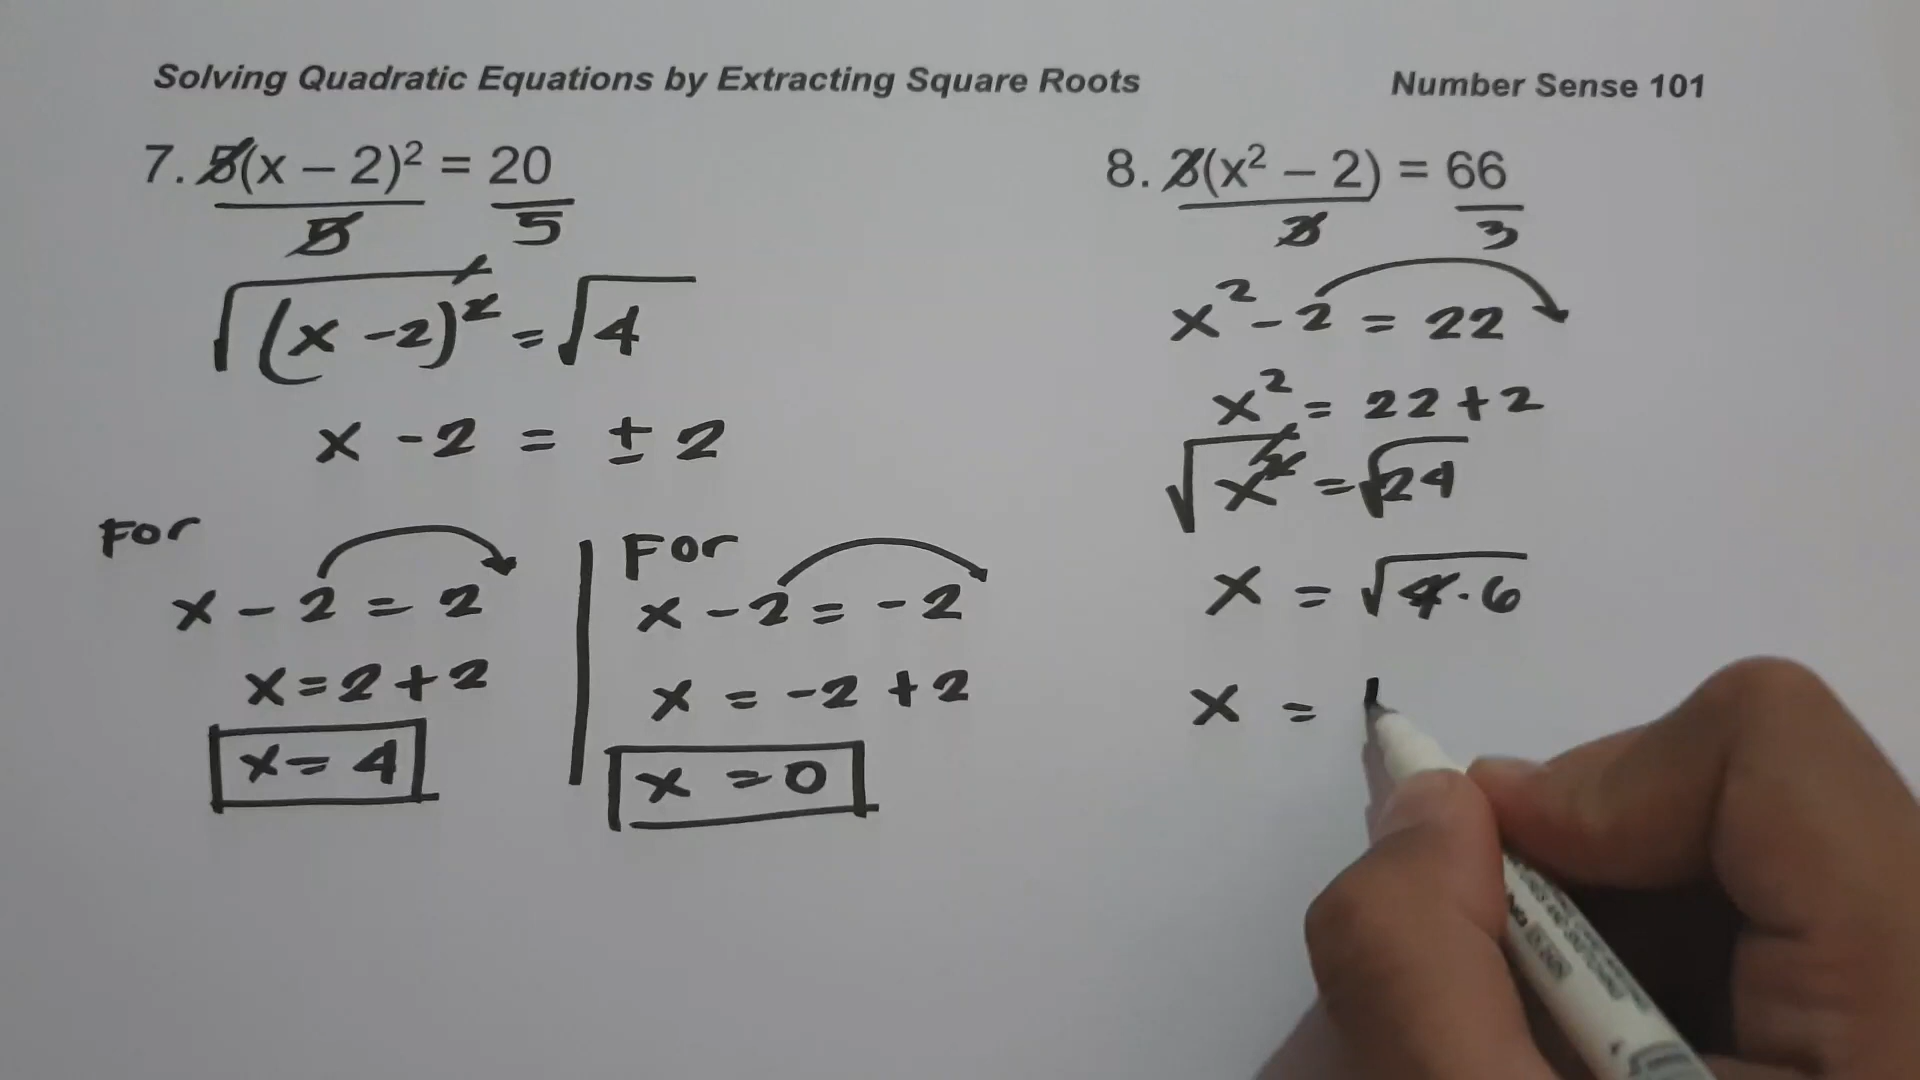 Solving Quadratic Equations by Extracting Square Roots
Number Sense 101
7. 5(x – 2)² = 20
5 5
√(x - 2)² = √4
x - 2 = ± 2
For
x - 2 = 2
x = 2 + 2
x = 4
For
x - 2 = - 2
x = -2 + 2
x = 0
8. 3(x² – 2) = 66
3 3
x² - 2 = 22
x² = 22 + 2
√x² = √24
x = √4 · 6
x =